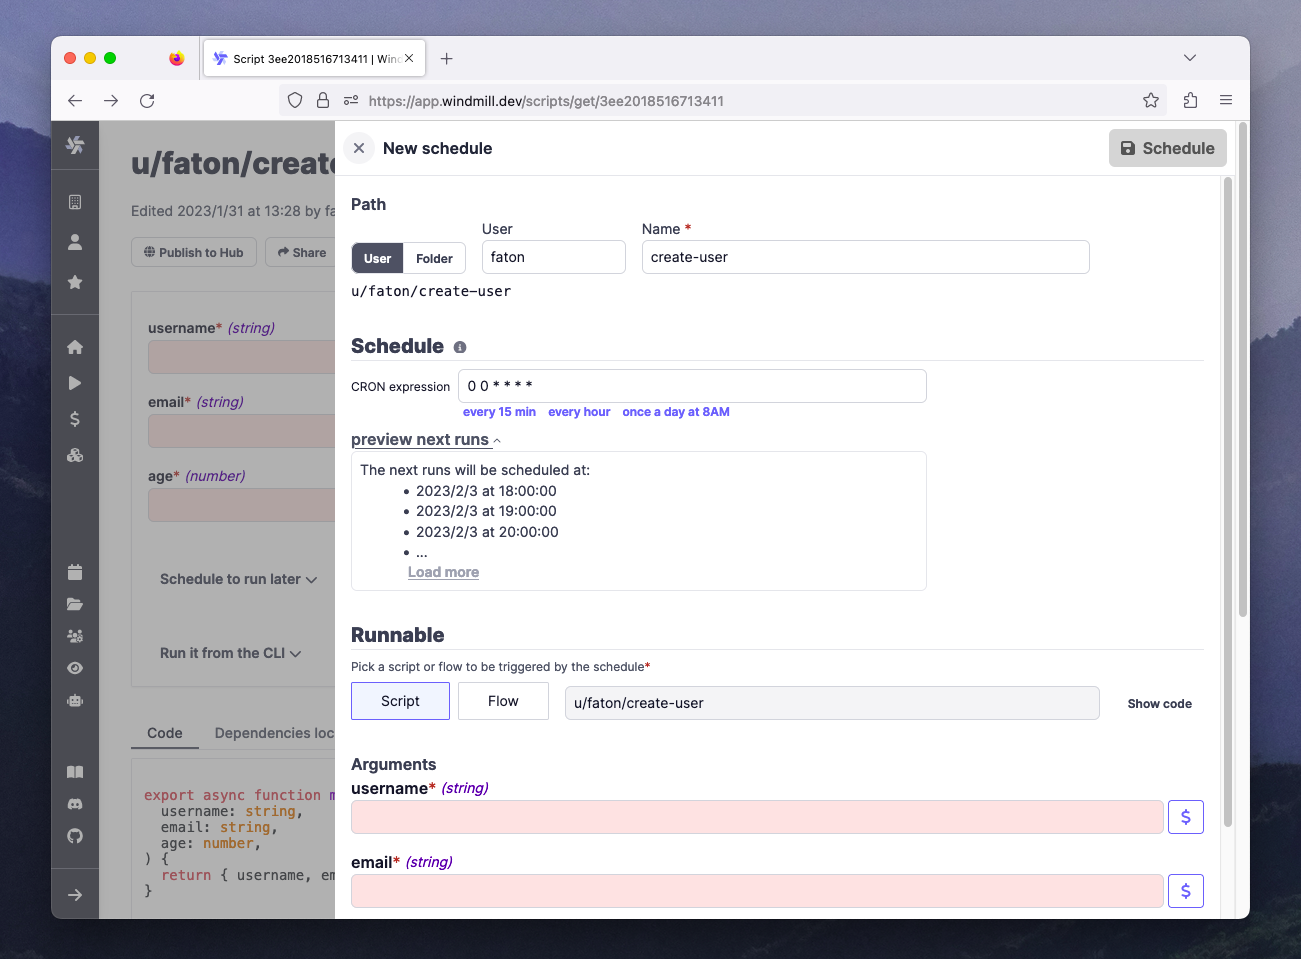 Script 3ee2018516713411 | Winc
https://app.windmill.dev/scripts/get/3ee2018516713411
u/faton/create
Edited 2023/1/31 at 13:28 by fa
Publish to Hub
Share
username* (string)
email* (string)
age* (number)
Schedule to run later
Run it from the CLI
Code
Dependencies loc
export async function m
username: string,
email: string,
age: number,
) {
return { username, em
}
New schedule
Schedule
Path
User
Name *
User
Folder
faton
create-user
u/faton/create-user
Schedule
CRON expression
0 0 * * * *
every 15 min every hour once a day at 8AM
preview next runs
The next runs will be scheduled at:
• 2023/2/3 at 18:00:00
• 2023/2/3 at 19:00:00
• 2023/2/3 at 20:00:00
• ...
Load more
Runnable
Pick a script or flow to be triggered by the schedule*
Script
Flow
u/faton/create-user
Show code
Arguments
username* (string)
$
email* (string)
$